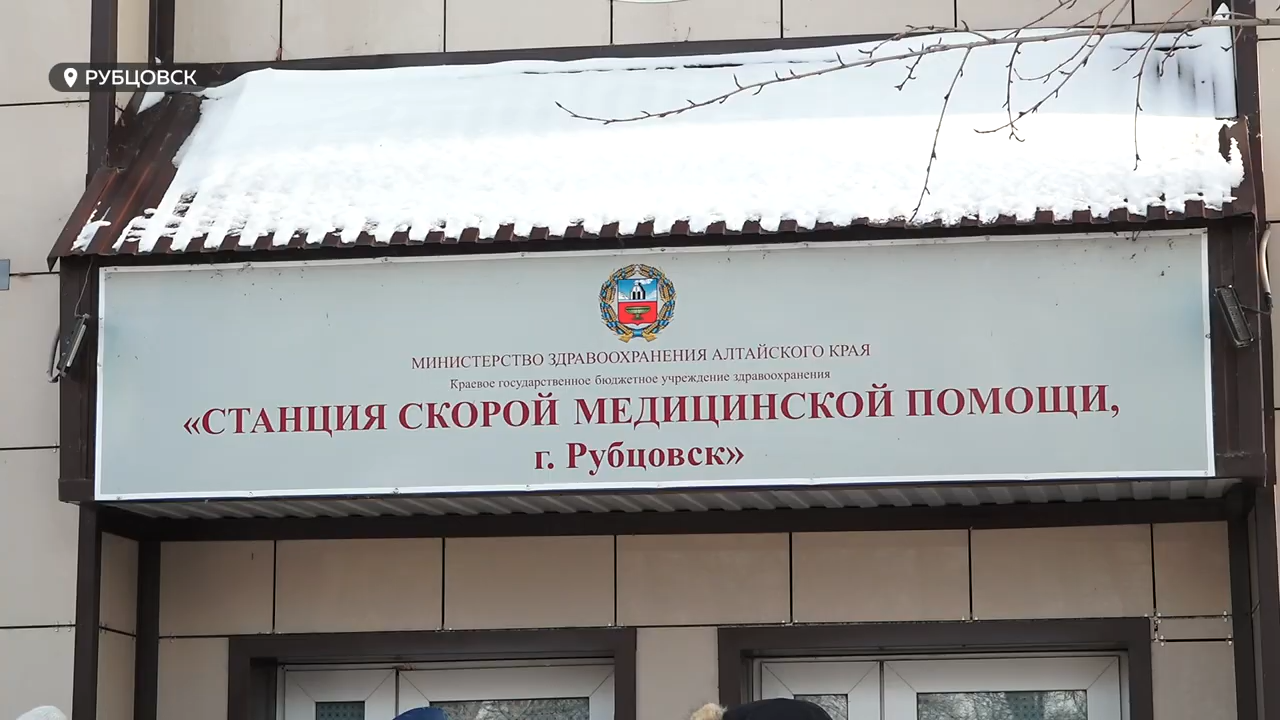 РУБЦОВСК
МИНИСТЕРСТВО ЗДРАВООХРАНЕНИЯ АЛТАЙСКОГО КРАЯ
Краевое государственное бюджетное учреждение здравоохранения
«СТАНЦИЯ СКОРОЙ МЕДИЦИНСКОЙ ПОМОЩИ,
г. Рубцовск»